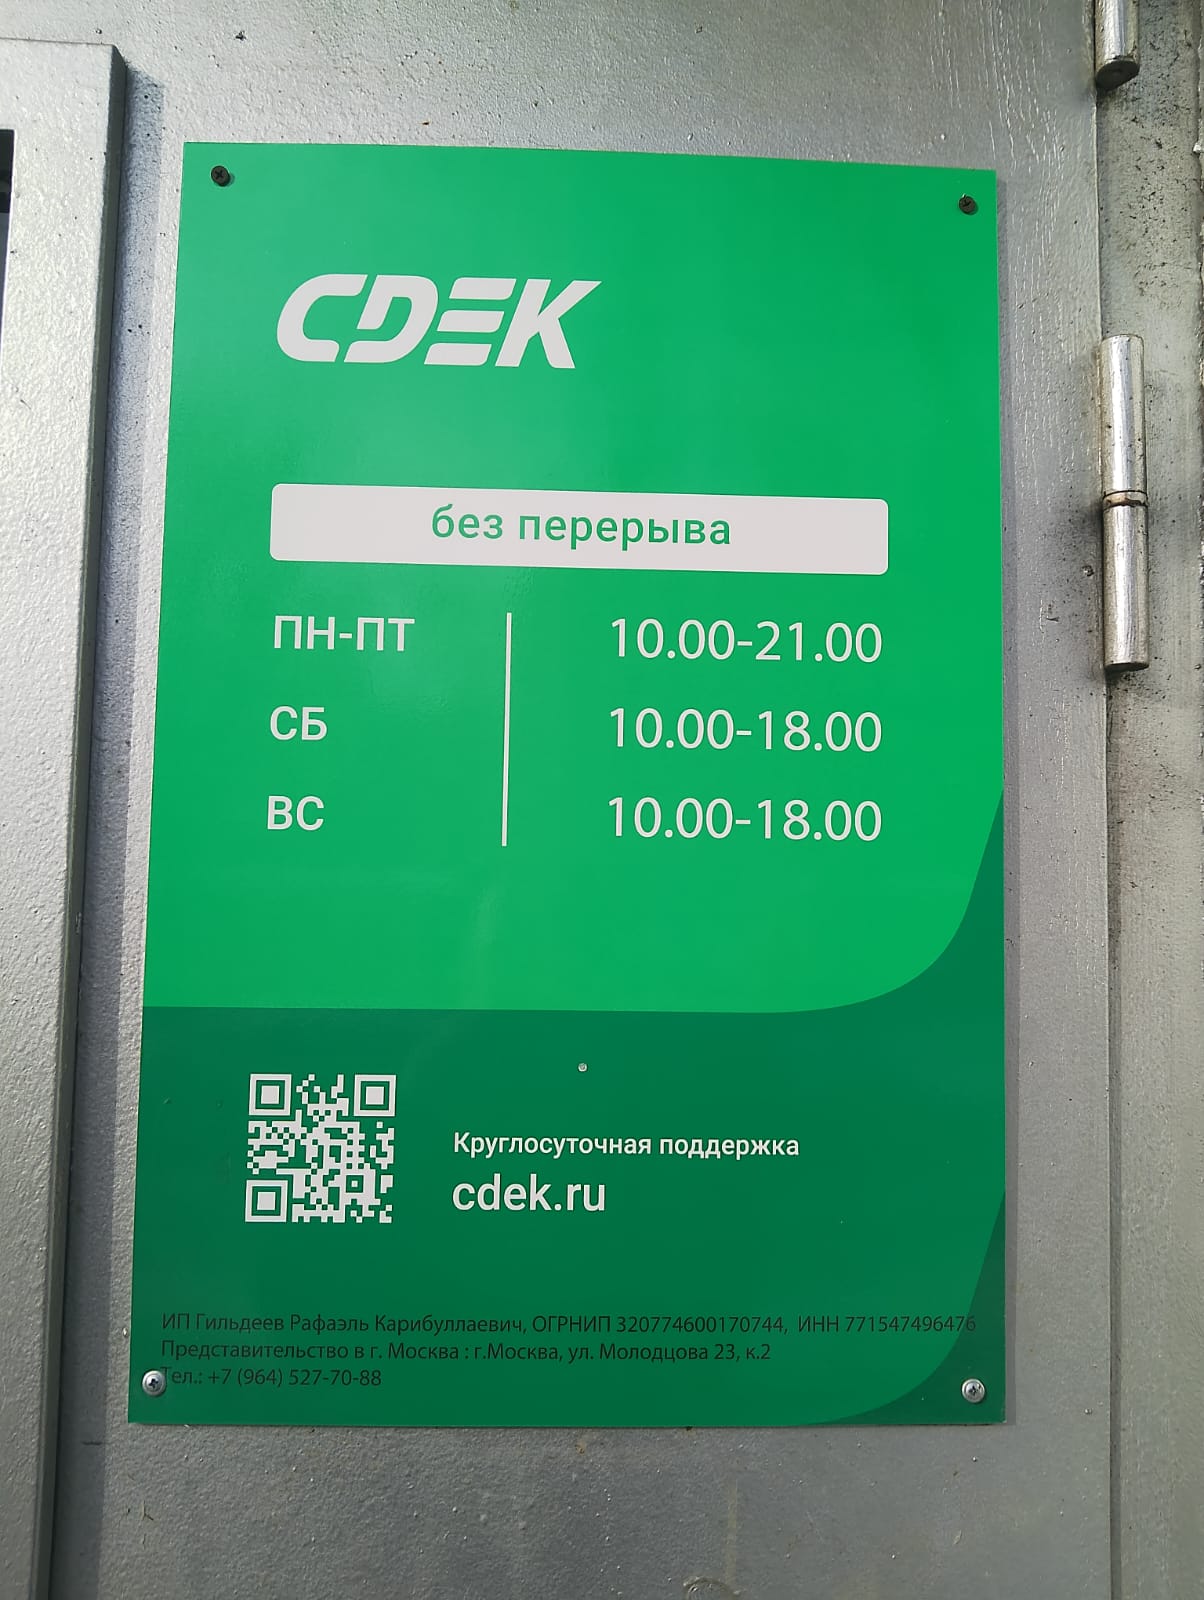 CDEK
без перерыва
ПН-ПТ 10.00-21.00
СБ 10.00-18.00
ВС 10.00-18.00
Круглосуточная поддержка
cdek.ru
ИП Гильдеев Рафаэль Карибуллаевич, ОГРНИП 320774600170744, ИНН 771547496476
Представительство в г. Москва : г.Москва, ул. Молодцова 23, к.2
Тел.: +7 (964) 527-70-88